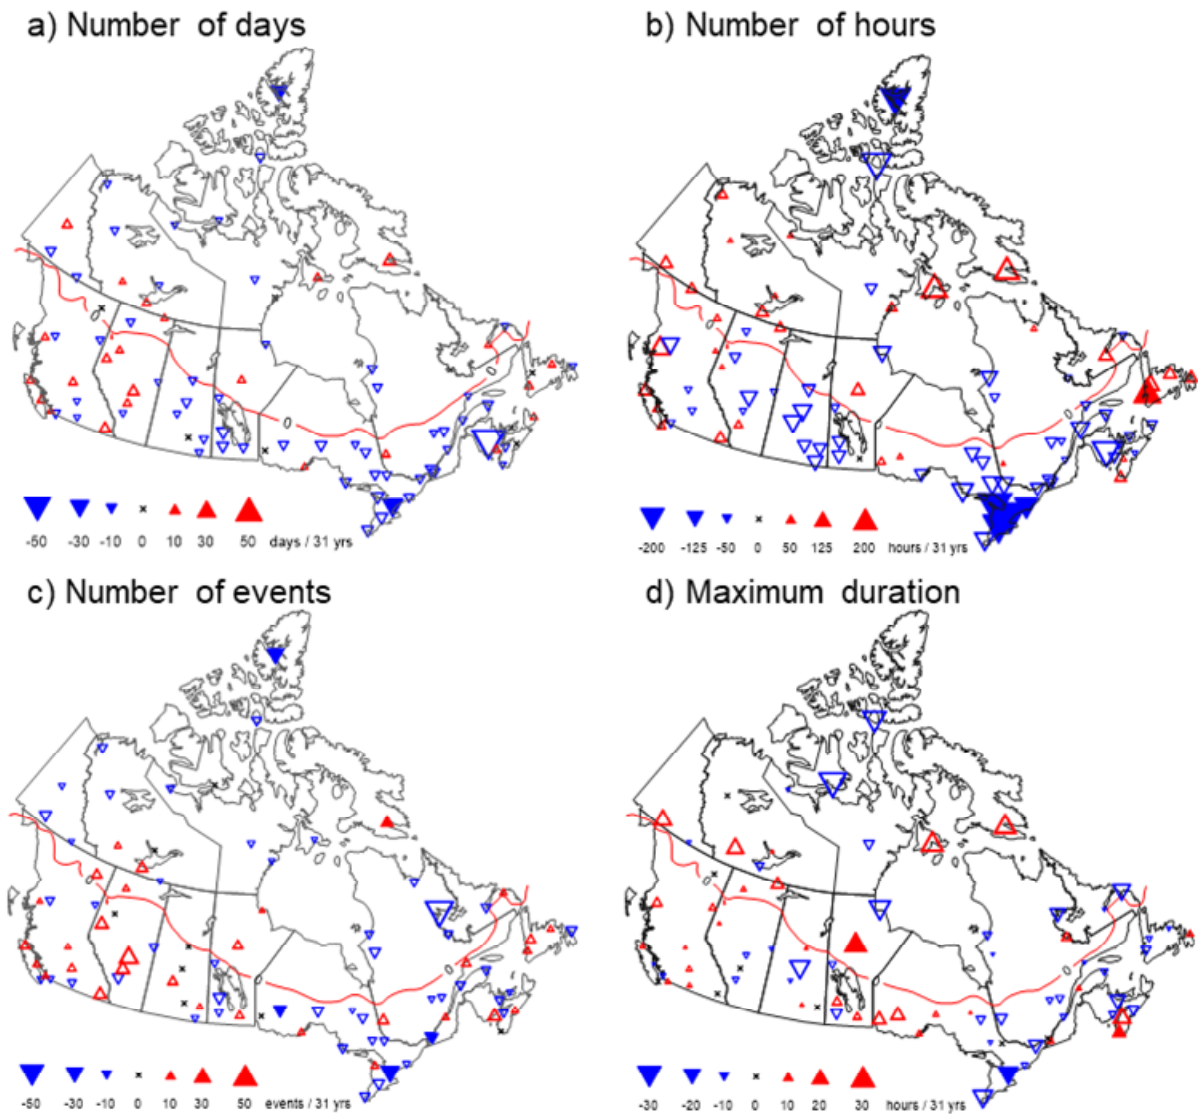 a) Number of days
b) Number of hours
-50 -30 -10 0 10 30 50 days / 31 yrs
-200 -125 -50 0 50 125 200 hours / 31 yrs
c) Number of events
d) Maximum duration
-50 -30 -10 0 10 30 50 events / 31 yrs
-30 -20 -10 0 10 20 30 hours / 31 yrs